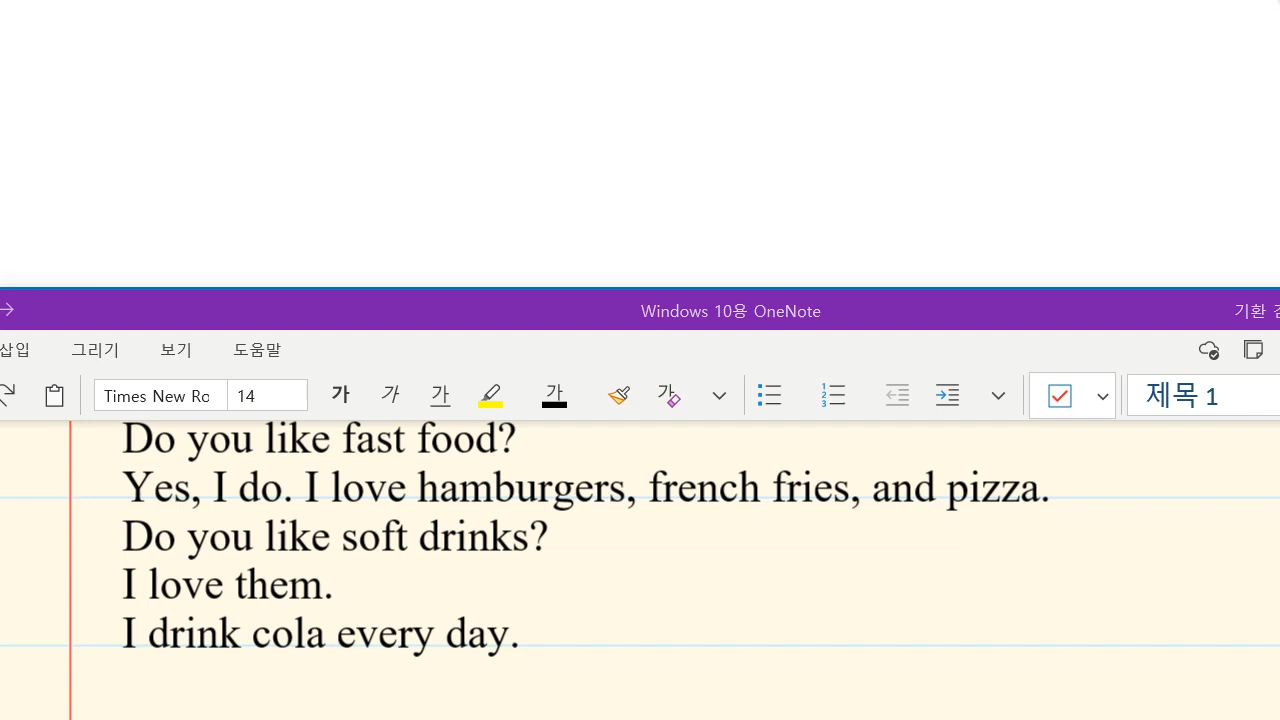 Windows 10용 OneNote
기환
삽입 그리기 보기 도움말
Times New Ro 14 가 가 가 가 가 제목 1
Do you like fast food?
Yes, I do. I love hamburgers, french fries, and pizza.
Do you like soft drinks?
I love them.
I drink cola every day.